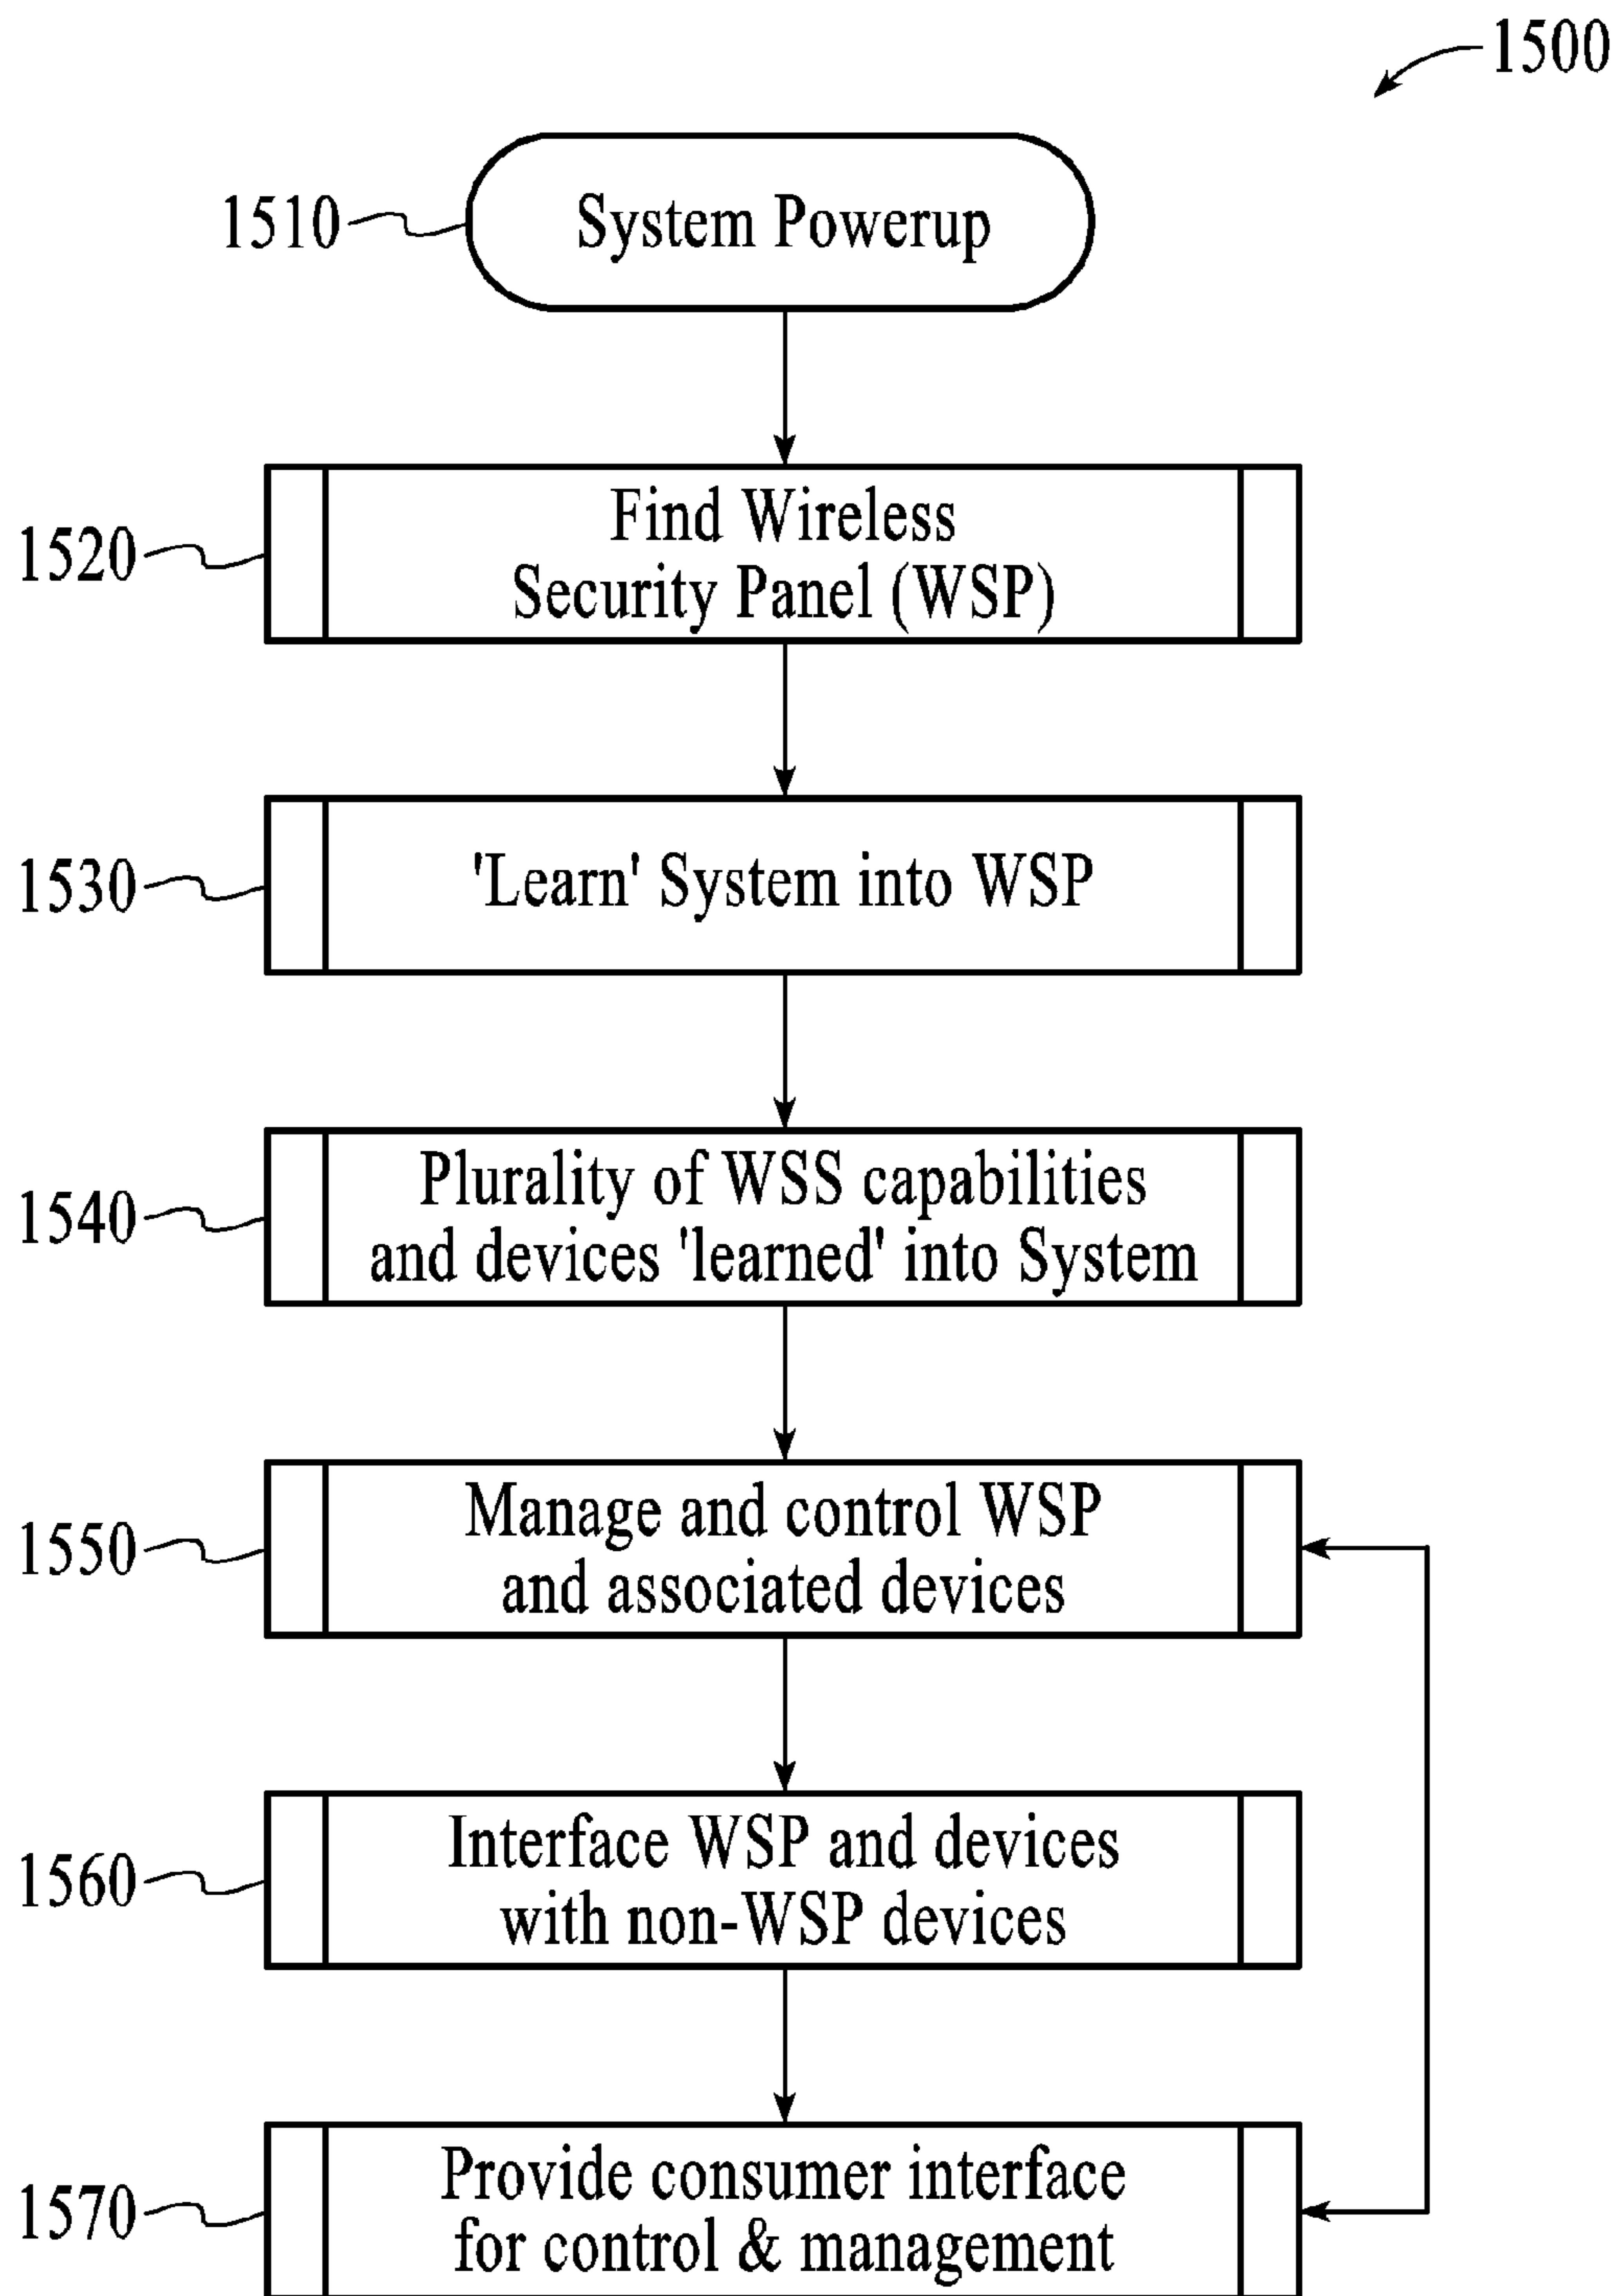 1500
1510
System Powerup
1520
Find Wireless
Security Panel (WSP)
1530
'Learn' System into WSP
1540
Plurality of WSS capabilities
and devices 'learned' into System
1550
Manage and control WSP
and associated devices
1560
Interface WSP and devices
with non-WSP devices
1570
Provide consumer interface
for control & management